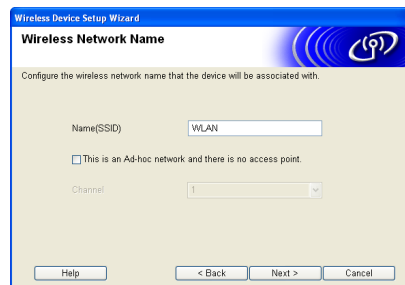 Wireless Device Setup Wizard
Wireless Network Name
Configure the wireless network name that the device will be associated with.
Name(SSID) WLAN
This is an Ad-hoc network and there is no access point.
Channel 1
Help < Back Next > Cancel